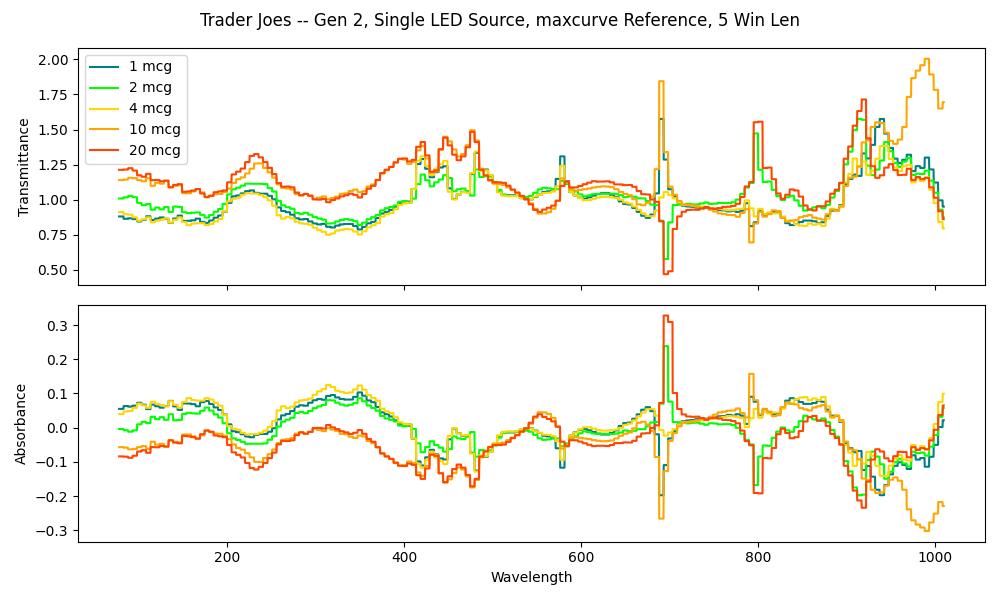 Trader Joes -- Gen 2, Single LED Source, maxcurve Reference, 5 Win Len
2.00
1.75
1.50
1.25
1.00
0.75
0.50
Transmittance
1 mcg
2 mcg
4 mcg
10 mcg
20 mcg
0.3
0.2
0.1
0.0
−0.1
−0.2
−0.3
Absorbance
200 400 600 800 1000
Wavelength